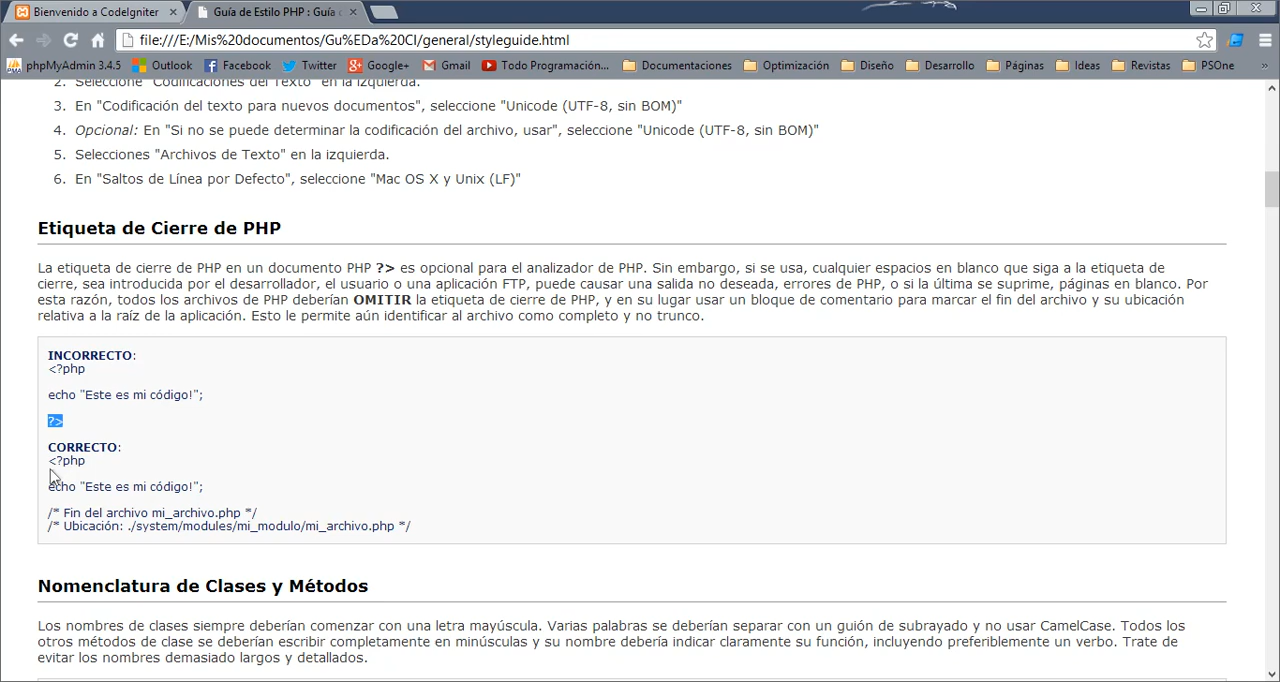 Bienvenido a CodeIgniter
Guía de Estilo PHP : Guía
file:///E:/Mis%20documentos/Gu%EDa%20CI/general/styleguide.html
phpMyAdmin 3.4.5 Outlook Facebook Twitter Google+ Gmail Todo Programación... Documentaciones Optimización Diseño Desarrollo Páginas Ideas Revistas PSOne »
2. Seleccione "Codificaciones del Texto" en la izquierda.
3. En "Codificación del texto para nuevos documentos", seleccione "Unicode (UTF-8, sin BOM)"
4. Opcional: En "Si no se puede determinar la codificación del archivo, usar", seleccione "Unicode (UTF-8, sin BOM)"
5. Selecciones "Archivos de Texto" en la izquierda.
6. En "Saltos de Línea por Defecto", seleccione "Mac OS X y Unix (LF)"
Etiqueta de Cierre de PHP
La etiqueta de cierre de PHP en un documento PHP ?> es opcional para el analizador de PHP. Sin embargo, si se usa, cualquier espacios en blanco que siga a la etiqueta de
cierre, sea introducida por el desarrollador, el usuario o una aplicación FTP, puede causar una salida no deseada, errores de PHP, o si la última se suprime, páginas en blanco. Por
esta razón, todos los archivos de PHP deberían OMITIR la etiqueta de cierre de PHP, y en su lugar usar un bloque de comentario para marcar el fin del archivo y su ubicación
relativa a la raíz de la aplicación. Esto le permite aún identificar al archivo como completo y no trunco.
INCORRECTO:
<?php
echo "Este es mi código!";
?>
CORRECTO:
<?php
echo "Este es mi código!";
/* Fin del archivo mi_archivo.php */
/* Ubicación: ./system/modules/mi_modulo/mi_archivo.php */
Nomenclatura de Clases y Métodos
Los nombres de clases siempre deberían comenzar con una letra mayúscula. Varias palabras se deberían separar con un guión de subrayado y no usar CamelCase. Todos los
otros métodos de clase se deberían escribir completamente en minúsculas y su nombre debería indicar claramente su función, incluyendo preferiblemente un verbo. Trate de
evitar los nombres demasiado largos y detallados.